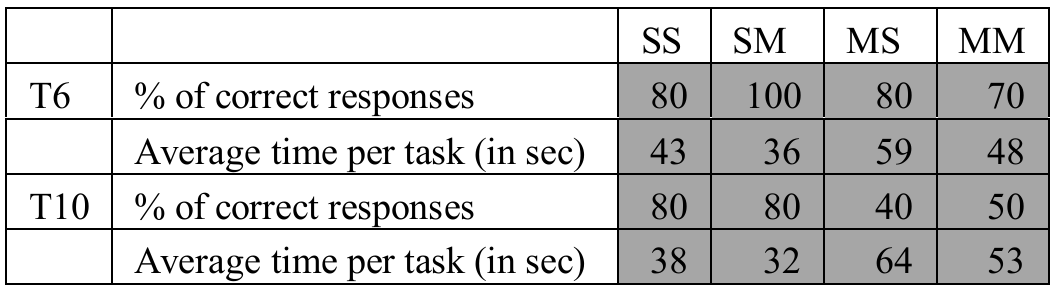 SS SM MS MM
T6 % of correct responses 80 100 80 70
Average time per task (in sec) 43 36 59 48
T10 % of correct responses 80 80 40 50
Average time per task (in sec) 38 32 64 53